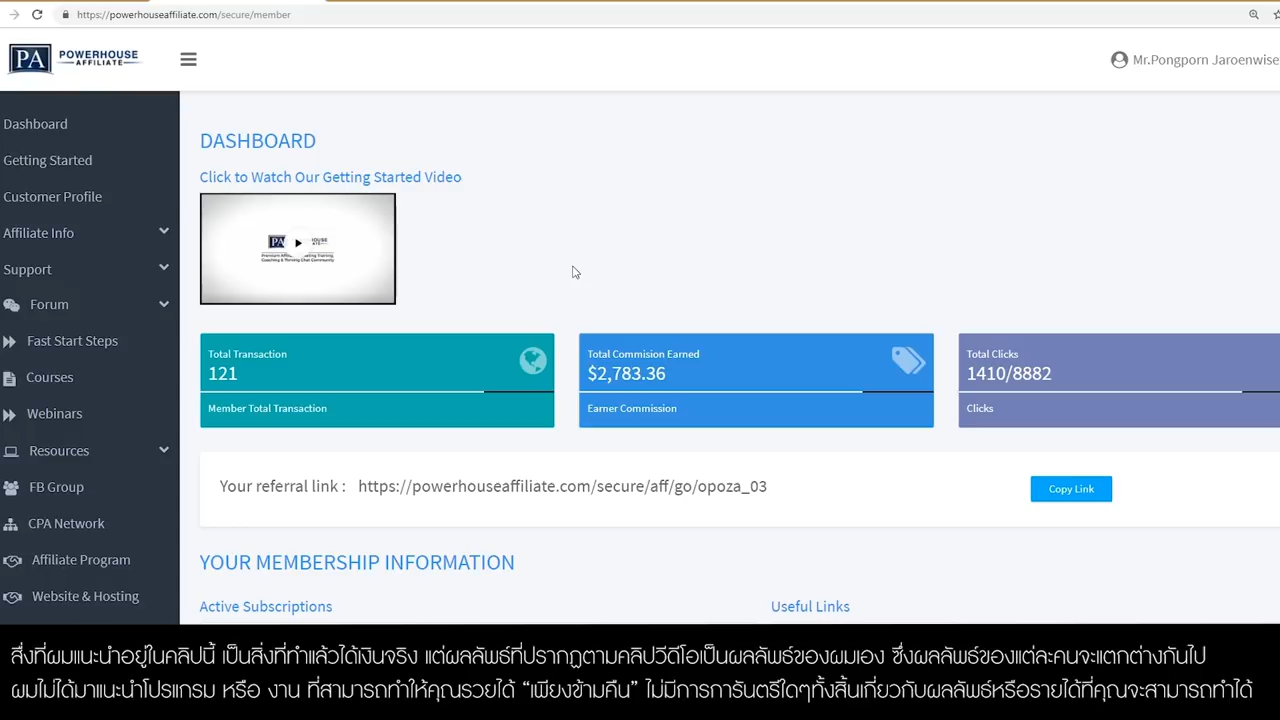 https://powerhouseaffiliate.com/secure/member
PA POWERHOUSE
AFFILIATE
Mr.Pongporn Jaroenwise
Dashboard
Getting Started
Customer Profile
Affiliate Info
Support
Forum
Fast Start Steps
Courses
Webinars
Resources
FB Group
CPA Network
Affiliate Program
Website & Hosting
DASHBOARD
Click to Watch Our Getting Started Video
PA
Total Transaction
121
Member Total Transaction
Total Commision Earned
$2,783.36
Earner Commission
Total Clicks
1410/8882
Clicks
Your referral link : https://powerhouseaffiliate.com/secure/aff/go/opoza_03
Copy Link
YOUR MEMBERSHIP INFORMATION
Active Subscriptions
Useful Links
สิ่งที่ผมแนะนำอยู่ในคลิปนี้ เป็นสิ่งที่ทำแล้วได้เงินจริง แต่ผลลัพธ์ที่ปรากฏตามคลิปวีดีโอเป็นผลลัพธ์ของผมเอง ซึ่งผลลัพธ์ของแต่ละคนจะแตกต่างกันไป
ผมไม่ได้มาแนะนำโปรแกรม หรือ งาน ที่สามารถทำให้คุณรวยได้ “เพียงข้ามคืน” ไม่มีการการันตรีใดๆทั้งสิ้นเกี่ยวกับผลลัพธ์หรือรายได้ที่คุณจะสามารถทำได้